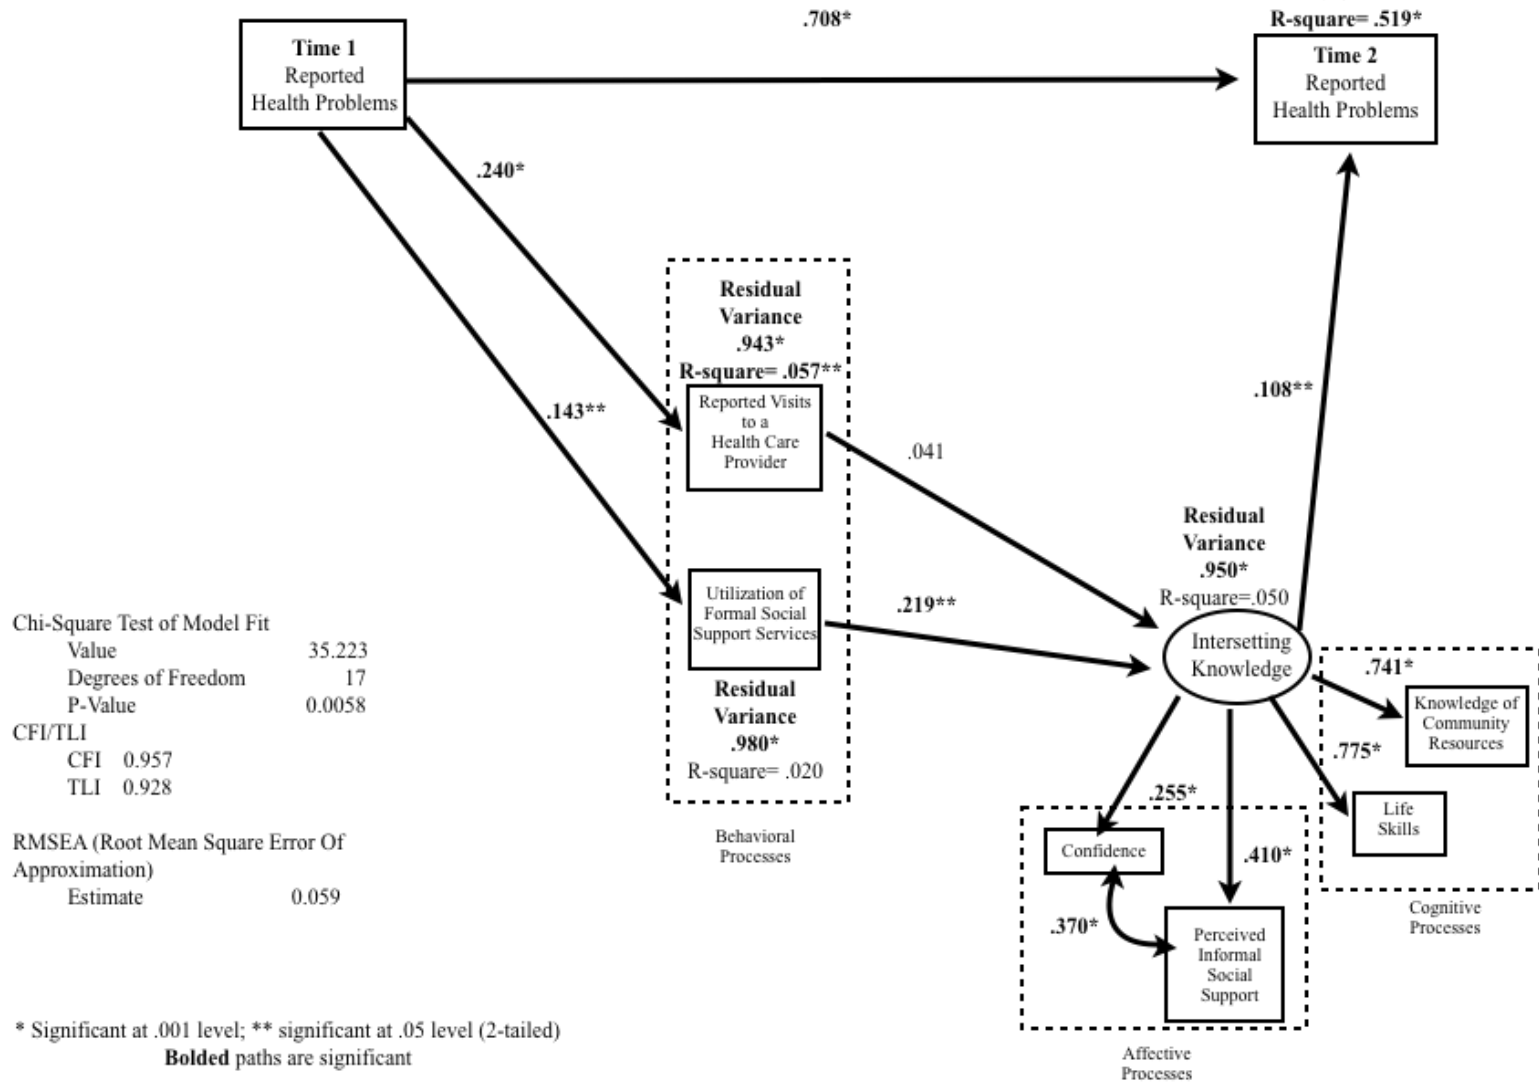 .708*
R-square= .519*
Time 1
Reported
Health Problems
Time 2
Reported
Health Problems
.240*
.143**
Residual
Variance
.943*
R-square= .057**
Reported Visits
to a
Health Care
Provider
.041
.108**
Utilization of
Formal Social
Support Services
.219**
Residual
Variance
.980*
R-square= .020
Behavioral
Processes
Residual
Variance
.950*
R-square=.050
Intersetting
Knowledge
.741*
Knowledge of
Community
Resources
.775*
Life
Skills
Cognitive
Processes
.255*
Confidence
.410*
.370*
Perceived
Informal
Social
Support
Affective
Processes
Chi-Square Test of Model Fit
Value 35.223
Degrees of Freedom 17
P-Value 0.0058
CFI/TLI
CFI 0.957
TLI 0.928
RMSEA (Root Mean Square Error Of
Approximation)
Estimate 0.059
* Significant at .001 level; ** significant at .05 level (2-tailed)
Bolded paths are significant